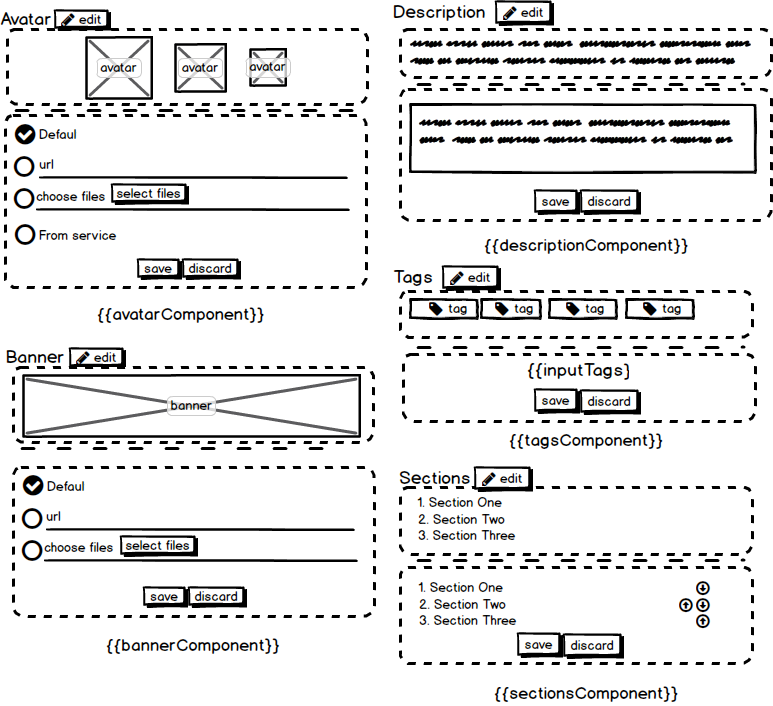 Avatar edit
avatar avatar avatar
Defaul
url
choose files select files
From service
save discard
{{avatarComponent}}
Banner edit
banner
Defaul
url
choose files select files
save discard
{{bannerComponent}}
Description edit
save discard
{{descriptionComponent}}
Tags edit
tag tag tag tag
{{inputTags}
save discard
{{tagsComponent}}
Sections edit
1. Section One
2. Section Two
3. Section Three
1. Section One
2. Section Two
3. Section Three
save discard
{{sectionsComponent}}